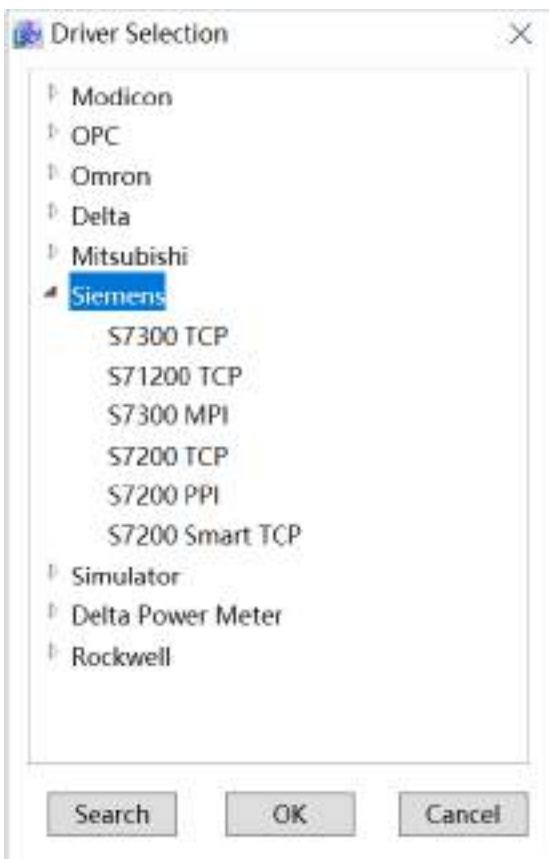 Driver Selection
Modicon
OPC
Omron
Delta
Mitsubishi
Siemens
S7300 TCP
S71200 TCP
S7300 MPI
S7200 TCP
S7200 PPI
S7200 Smart TCP
Simulator
Delta Power Meter
Rockwell
Search OK Cancel